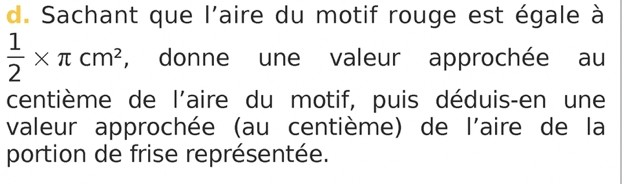 d. Sachant que l’aire du motif rouge est égale à
$\frac{1}{2}$ × π cm², donne une valeur approchée au
centième de l’aire du motif, puis déduis-en une
valeur approchée (au centième) de l’aire de la
portion de frise représentée.